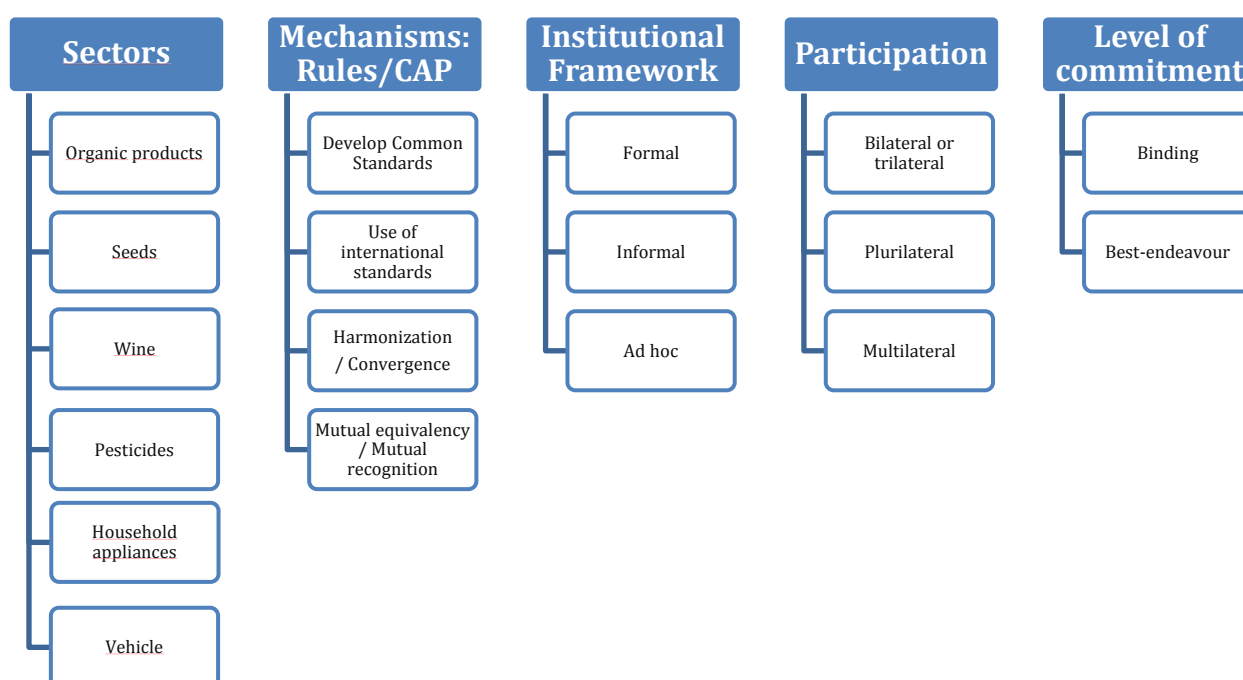 Sectors
Organic products
Seeds
Wine
Pesticides
Household
appliances
Vehicle
Mechanisms:
Rules/CAP
Develop Common
Standards
Use of
international
standards
Harmonization
/ Convergence
Mutual equivalency
/ Mutual
recognition
Institutional
Framework
Formal
Informal
Ad hoc
Participation
Bilateral or
trilateral
Plurilateral
Multilateral
Level of
commitment
Binding
Best-endeavour